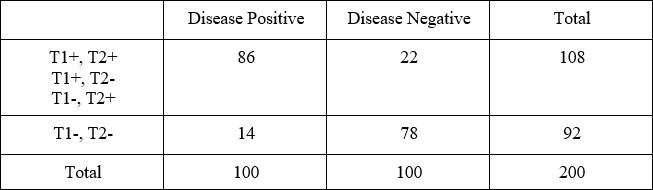 Disease Positive Disease Negative Total
T1+, T2+ 86 22 108
T1+, T2-
T1-, T2+
T1-, T2- 14 78 92
Total 100 100 200